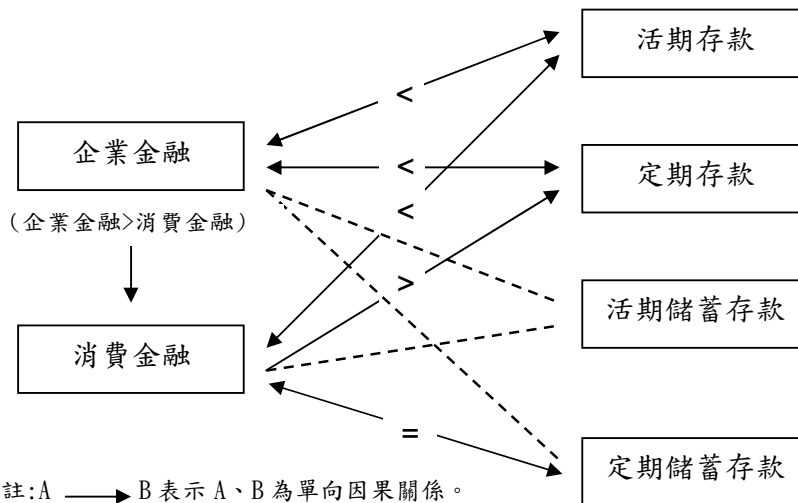 活期存款
<
企業金融
<
定期存款
<
(企業金融>消費金融)
>
活期儲蓄存款
消費金融
=
定期儲蓄存款
註:A B表示 A、B 為單向因果關係。